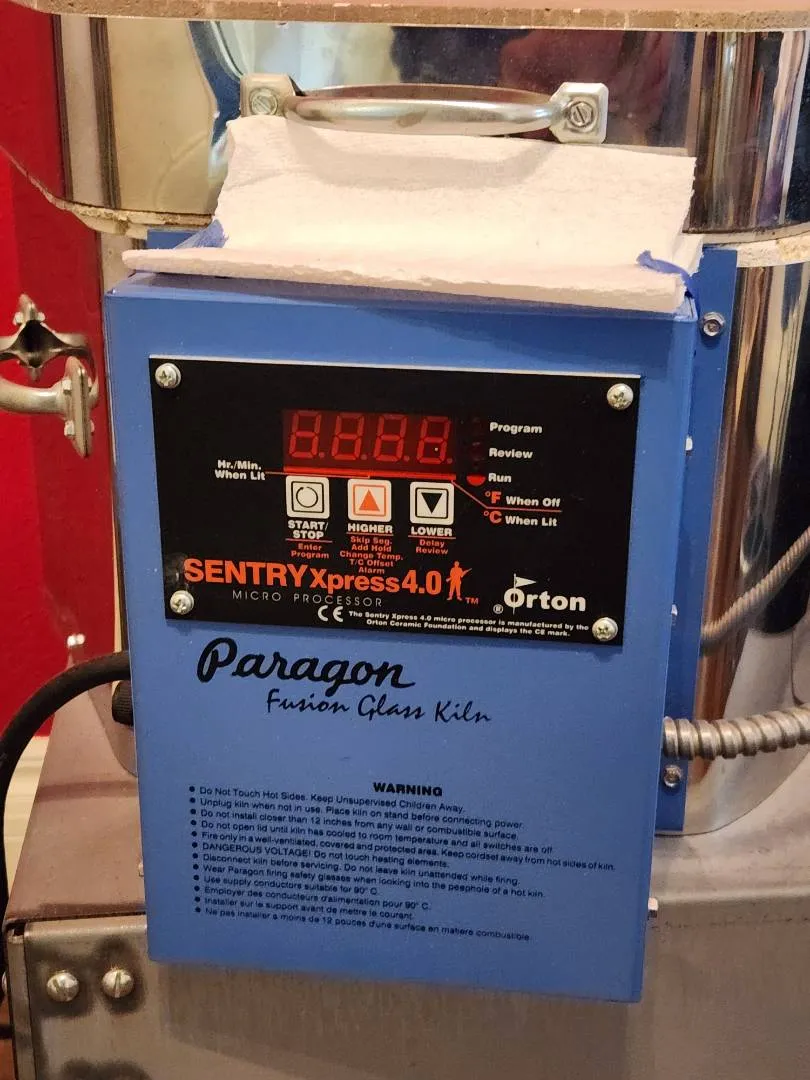 8.8.8.8.
Program
Review
Run
Hr./Min.
When Lit
°F When Off
°C When Lit
START/
STOP
Enter
Program
HIGHER
Skip Seg.
Add Hold
Change Temp.
T/C Offset
Alarm
LOWER
Delay
Review
SENTRY Xpress 4.0 TM
MICRO PROCESSOR
® Orton
CE The Sentry Xpress 4.0 micro processor is manufactured by the
Orton Ceramic Foundation and displays the CE mark.
Paragon
Fusion Glass Kiln
WARNING
• Do Not Touch Hot Sides. Keep Unsupervised Children Away.
• Unplug kiln when not in use. Place kiln on stand before connecting power.
• Do not install closer than 12 inches from any wall or combustible surface.
• Do not open lid until kiln has cooled to room temperature and all switches are off.
• Fire only in a well-ventilated, covered and protected area. Keep cordset away from hot sides of kiln.
• DANGEROUS VOLTAGE! Do not touch heating elements.
• Disconnect kiln before servicing. Do not leave kiln unattended while firing.
• Wear Paragon firing safety glasses when looking into the peephole of a hot kiln.
• Use supply conductors suitable for 90° C.
• Employer des conducteurs d'alimentation pour 90° C.
• Installer sur le support avant de mettre le courant.
• Ne pas installer a moins de 12 pouces d'une surface en matiere combustible.